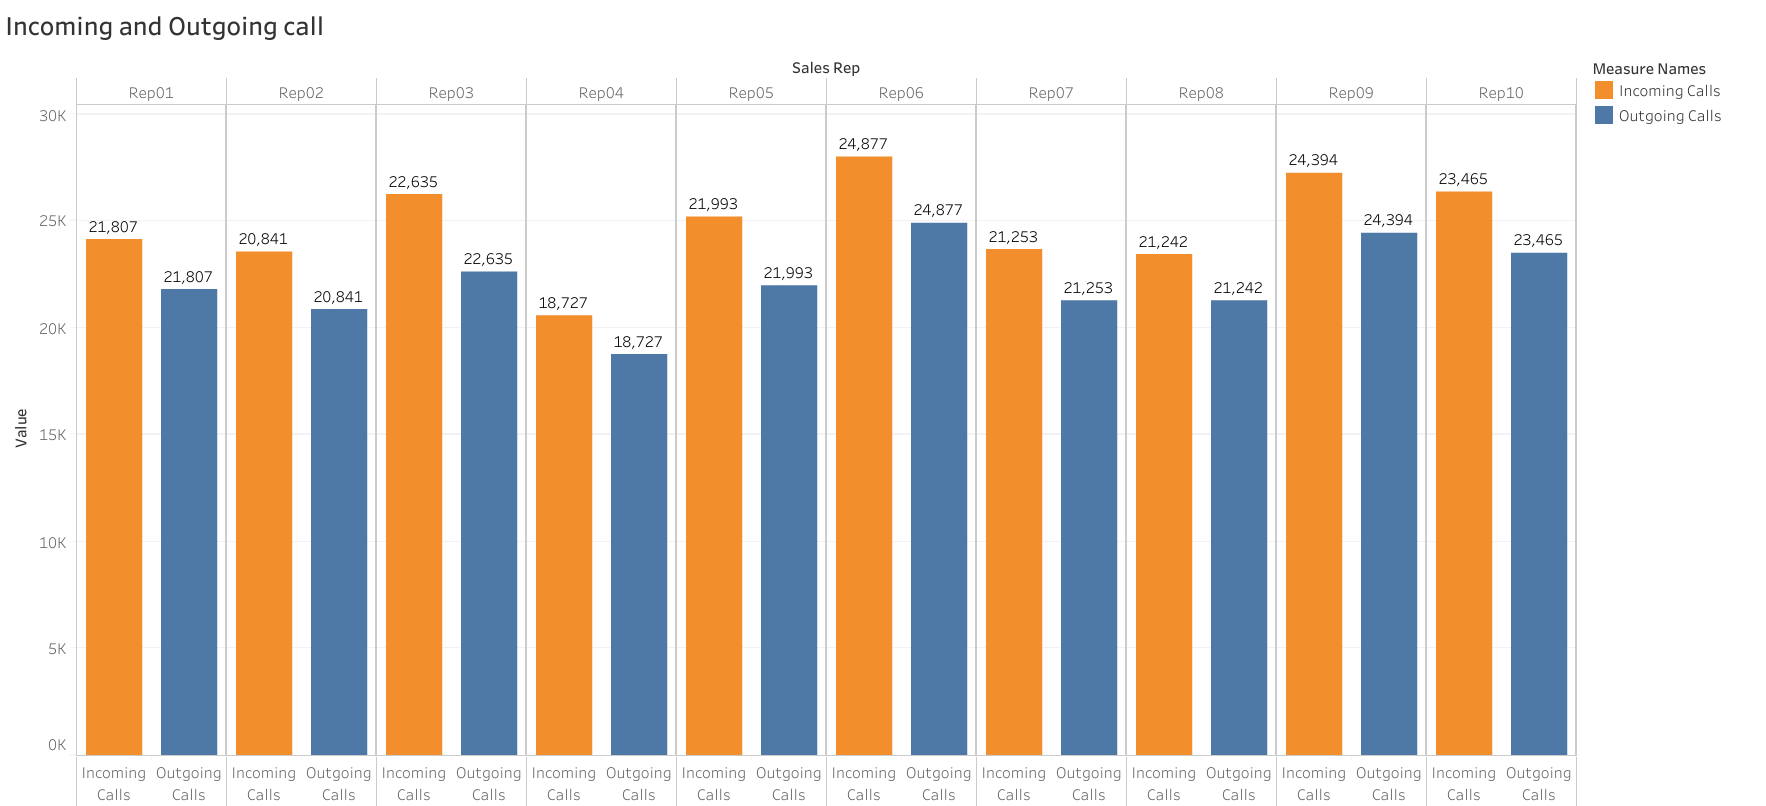 Incoming and Outgoing call
Sales Rep
Measure Names
Rep01 Rep02 Rep03 Rep04 Rep05 Rep06 Rep07 Rep08 Rep09 Rep10
Incoming Calls
Outgoing Calls
30K
25K
20K
15K
10K
5K
0K
Value
21,807 21,807 20,841 20,841 22,635 22,635 18,727 18,727 21,993 21,993 24,877 24,877 21,253 21,253 21,242 21,242 24,394 24,394 23,465 23,465
Incoming Outgoing Incoming Outgoing Incoming Outgoing Incoming Outgoing Incoming Outgoing Incoming Outgoing Incoming Outgoing Incoming Outgoing Incoming Outgoing Incoming Outgoing
Calls Calls Calls Calls Calls Calls Calls Calls Calls Calls Calls Calls Calls Calls Calls Calls Calls Calls Calls Calls